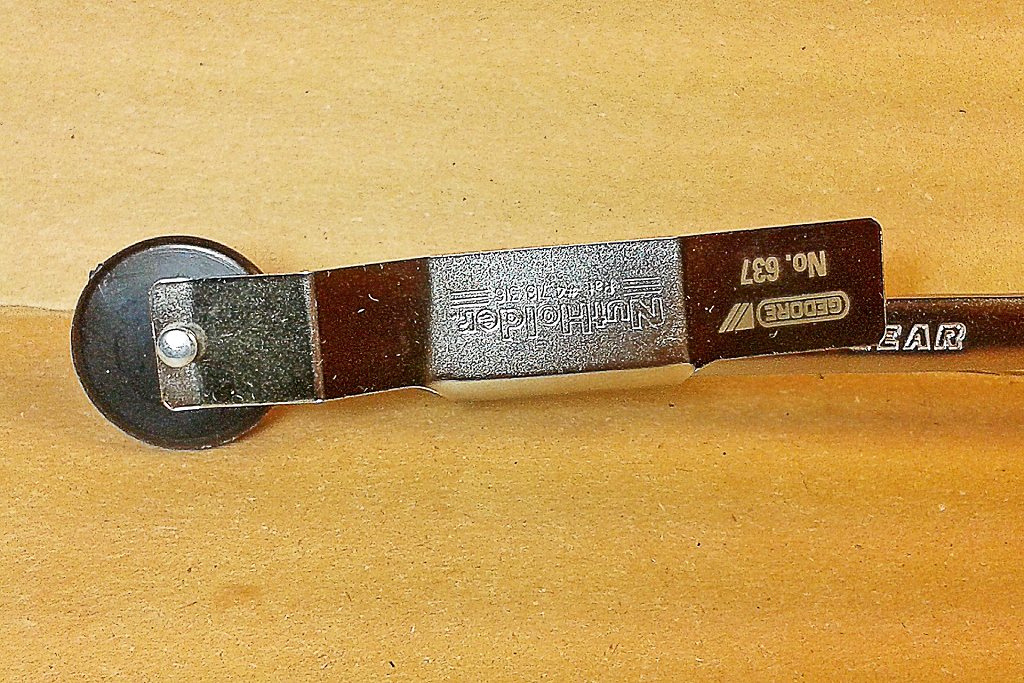 NutHolder
No. 637
GEDORE
EAR